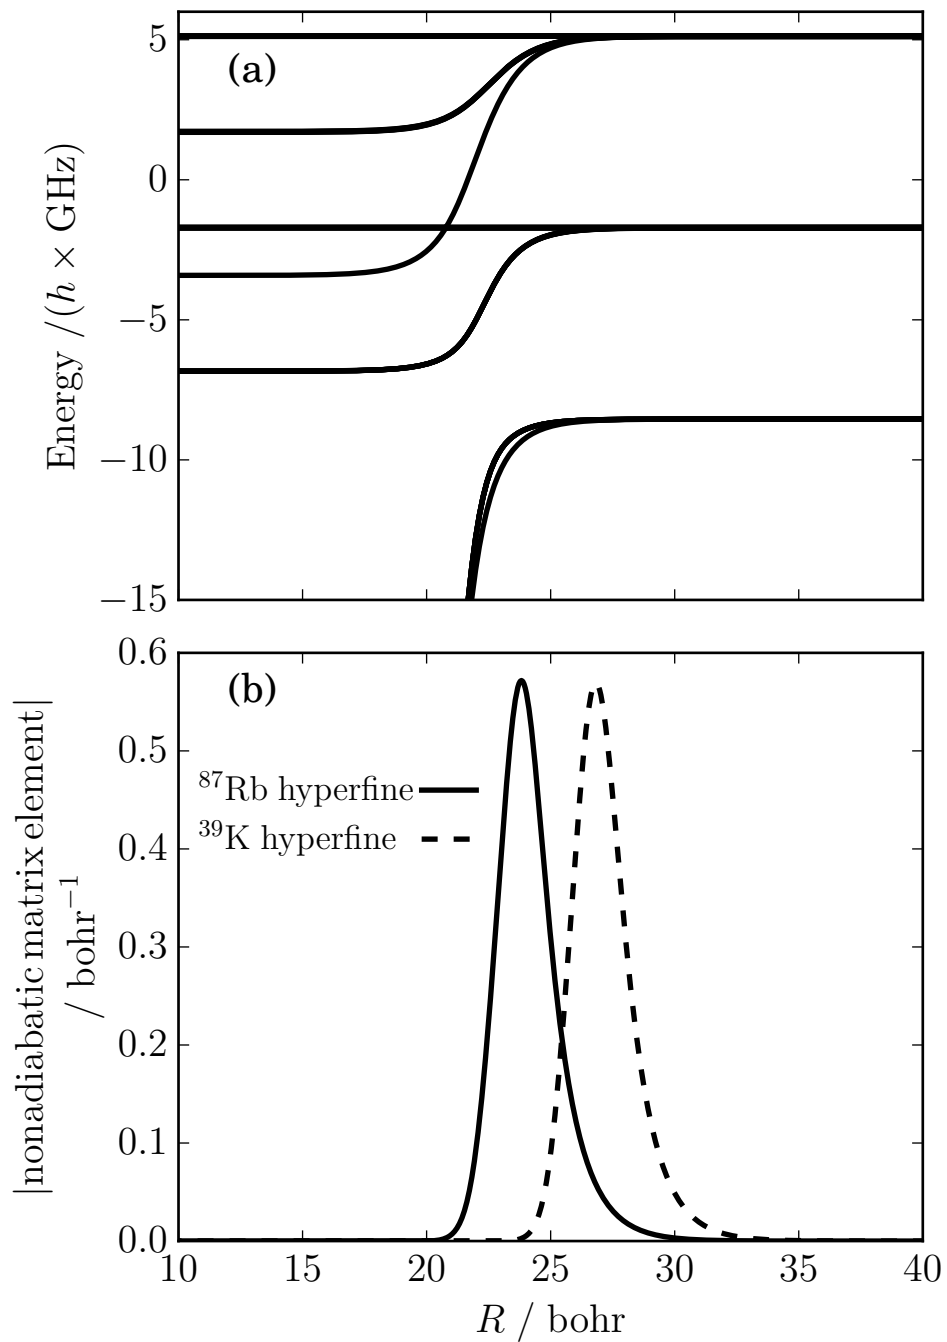 5
(a)
0
−5
−10
−15
Energy /(h × GHz)
0.6
(b)
0.5
⁸⁷Rb hyperfine
³⁹K hyperfine
0.4
0.3
0.2
0.1
0.0
|nonadiabatic matrix element|
/ bohr⁻¹
10 15 20 25 30 35 40
R / bohr